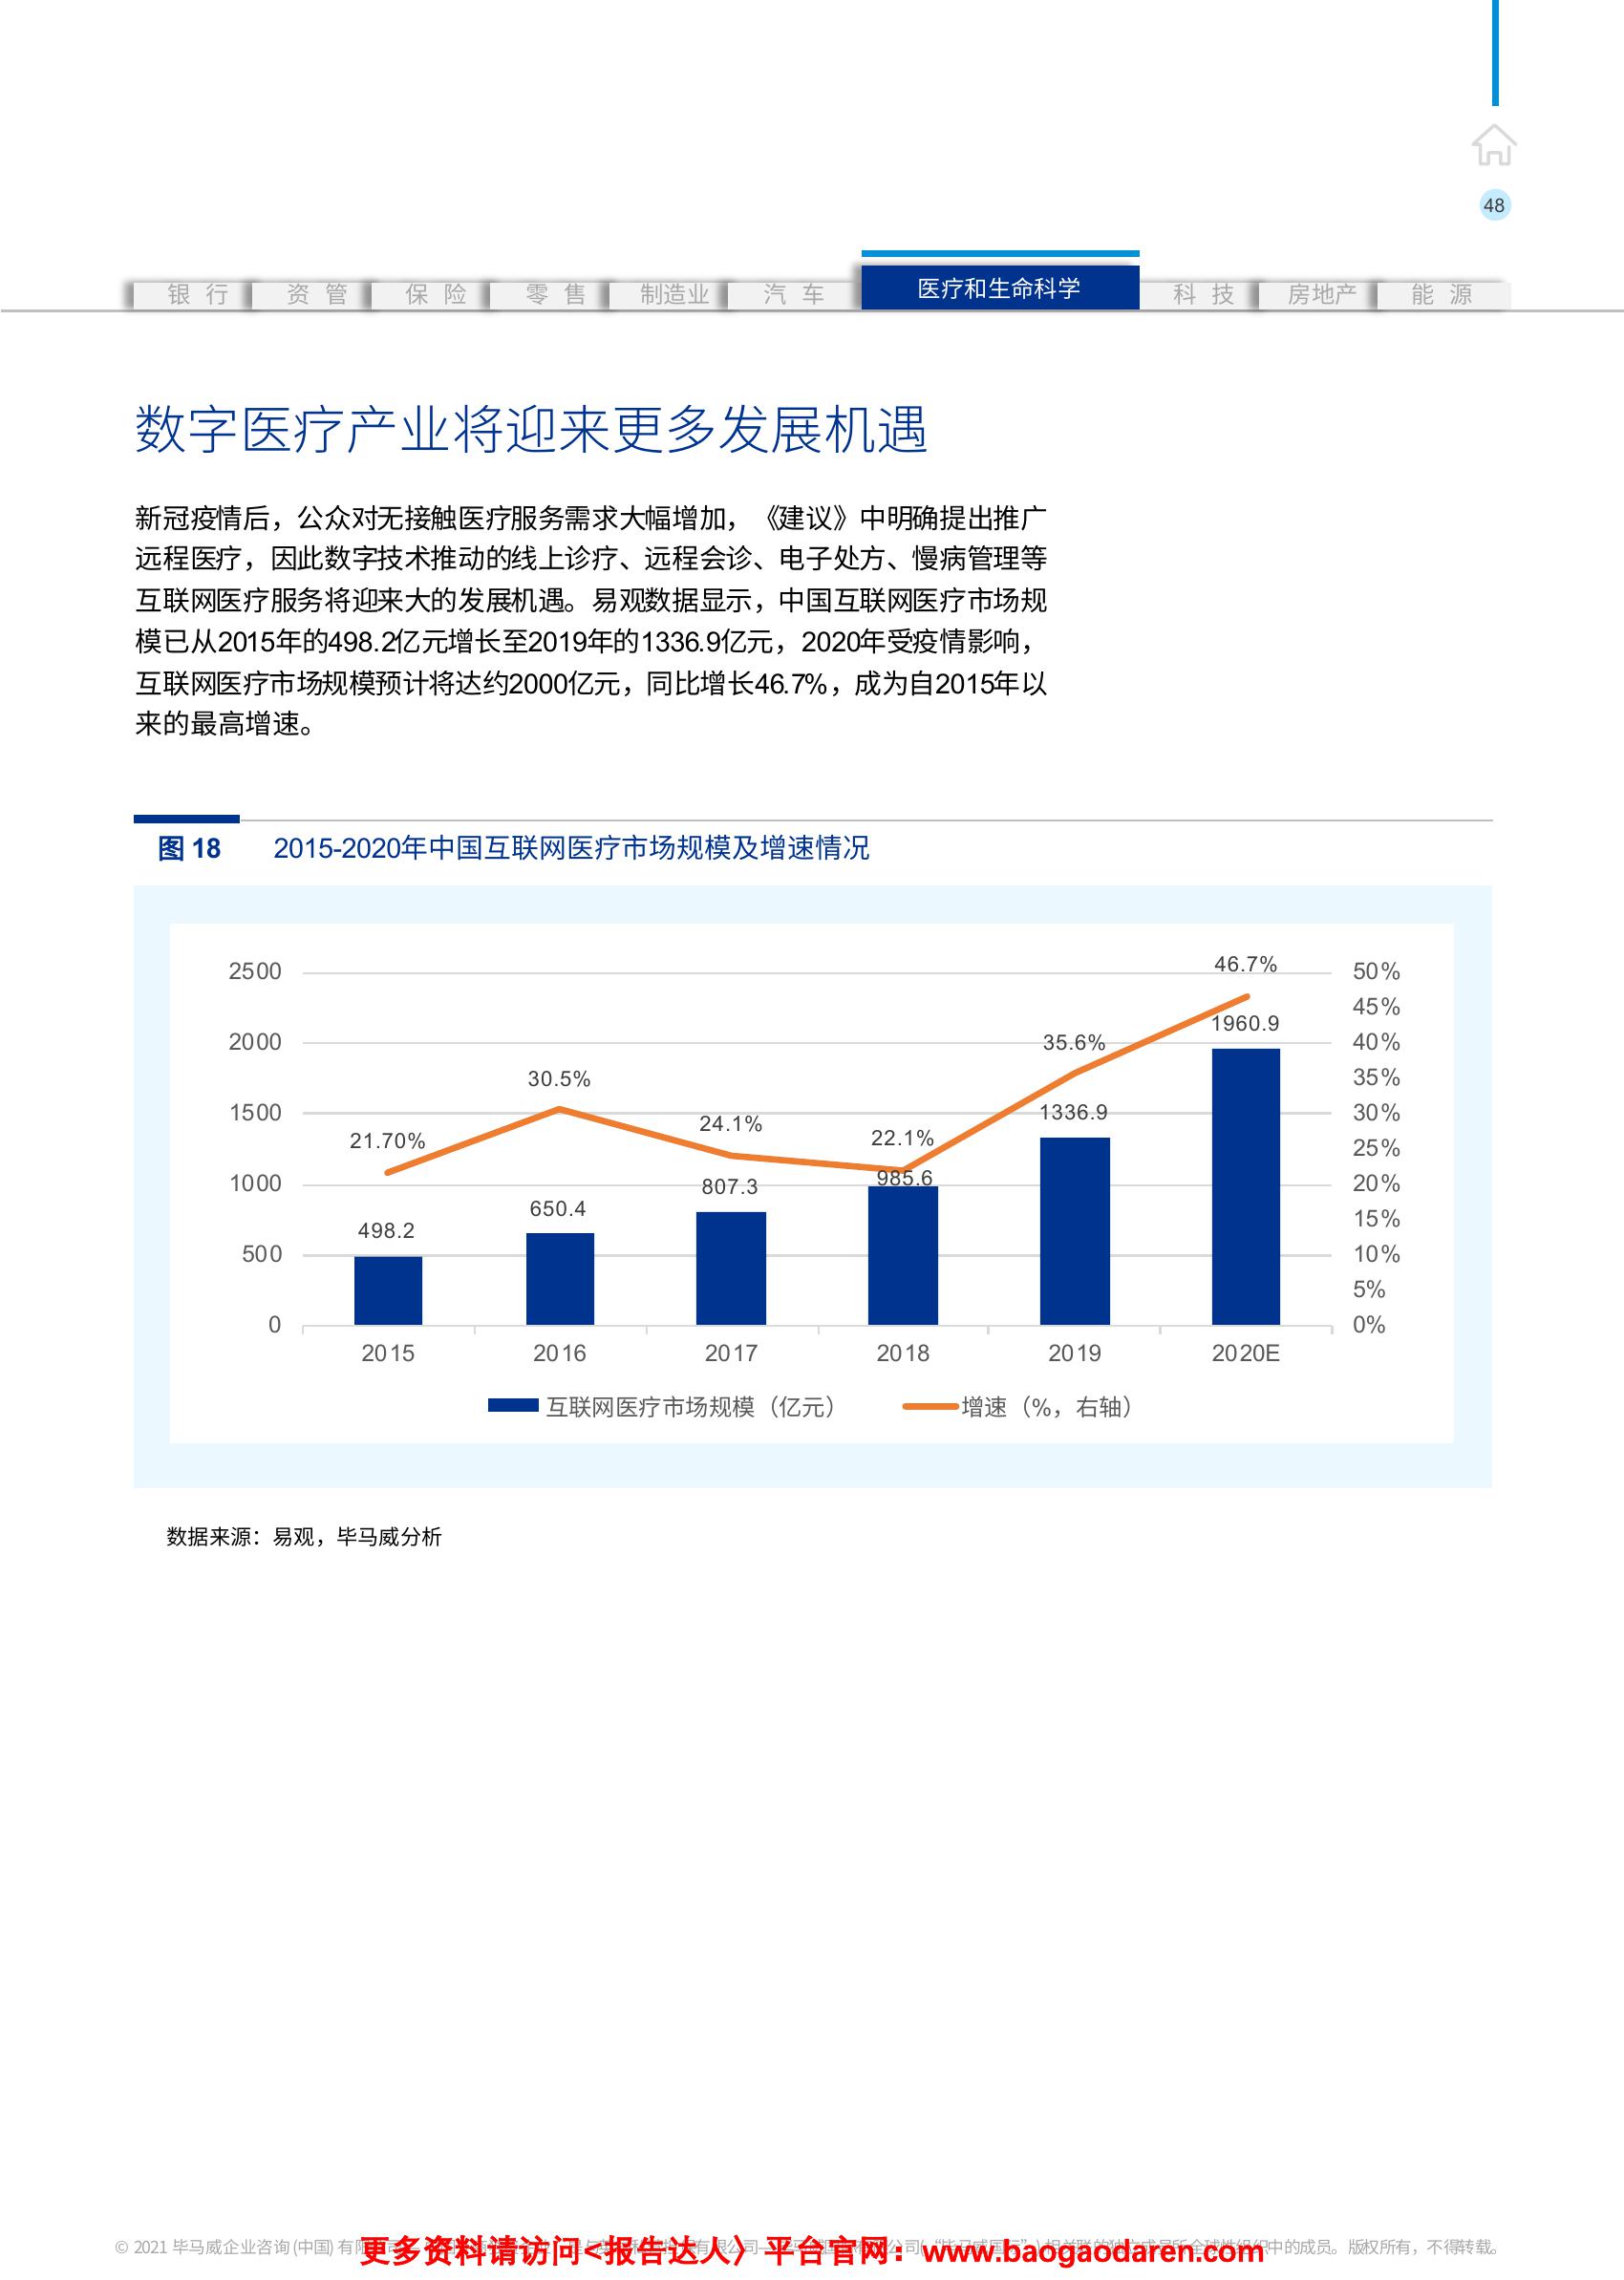 48
银 行 资 管 保 险 零 售 制造业 汽 车 医疗和生命科学 科 技 房地产 能 源
数字医疗产业将迎来更多发展机遇
新冠疫情后，公众对无接触医疗服务需求大幅增加，《建议》中明确提出推广
远程医疗，因此数字技术推动的线上诊疗、远程会诊、电子处方、慢病管理等
互联网医疗服务将迎来大的发展机遇。易观数据显示，中国互联网医疗市场规
模已从2015年的498.2亿元增长至2019年的1336.9亿元，2020年受疫情影响，
互联网医疗市场规模预计将达约2000亿元，同比增长46.7%，成为自2015年以
来的最高增速。
图 18 2015-2020年中国互联网医疗市场规模及增速情况
46.7%
2500 50%
45%
1960.9
2000 35.6% 40%
30.5% 35%
1500 1336.9 30%
24.1%
21.70% 22.1% 25%
985.6
1000 807.3 20%
650.4 15%
498.2
500 10%
5%
0 0%
2015 2016 2017 2018 2019 2020E
互联网医疗市场规模（亿元） 增速（%，右轴）
数据来源：易观，毕马威分析
© 2021 毕马威企业咨询 (中国) 有限
更多资料请访问<报告达人〉平台官网：www.baogaodaren.com
中的成员。版权所有，不得转载。